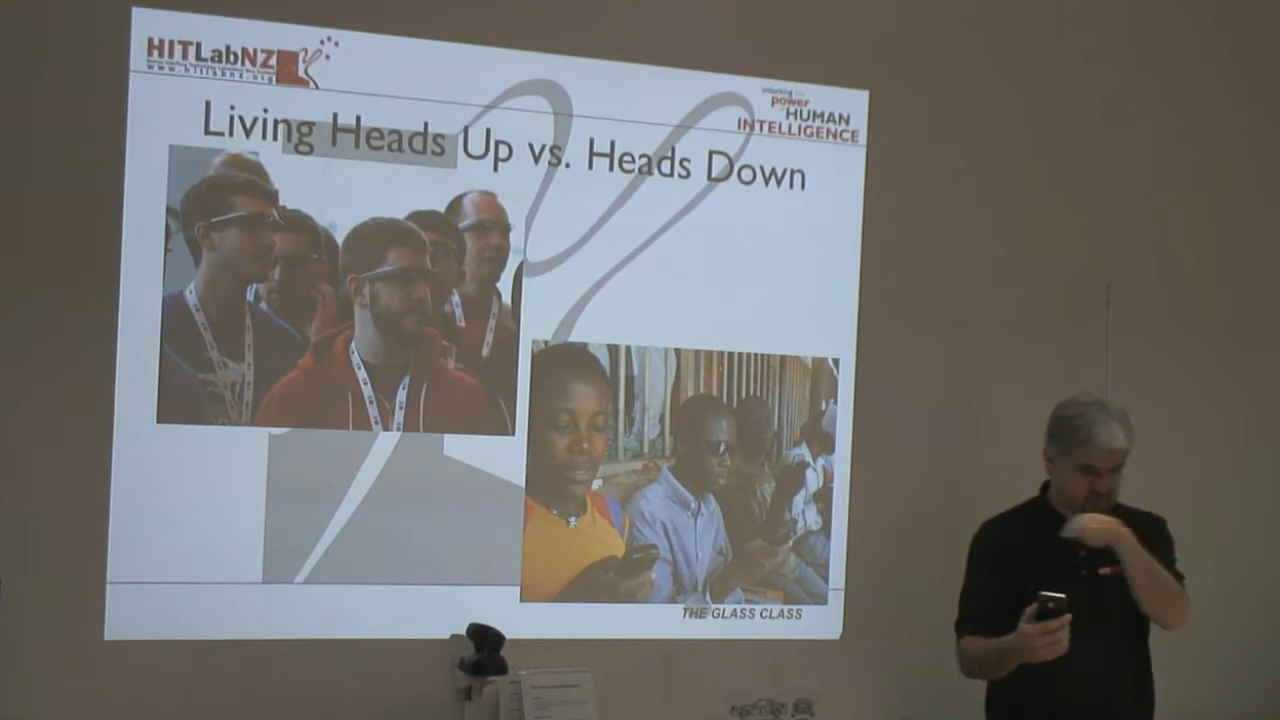 HITLabNZ
www.hitlabnz.org
unlocking the
power of
HUMAN
INTELLIGENCE
Living Heads Up vs. Heads Down
THE GLASS CLASS